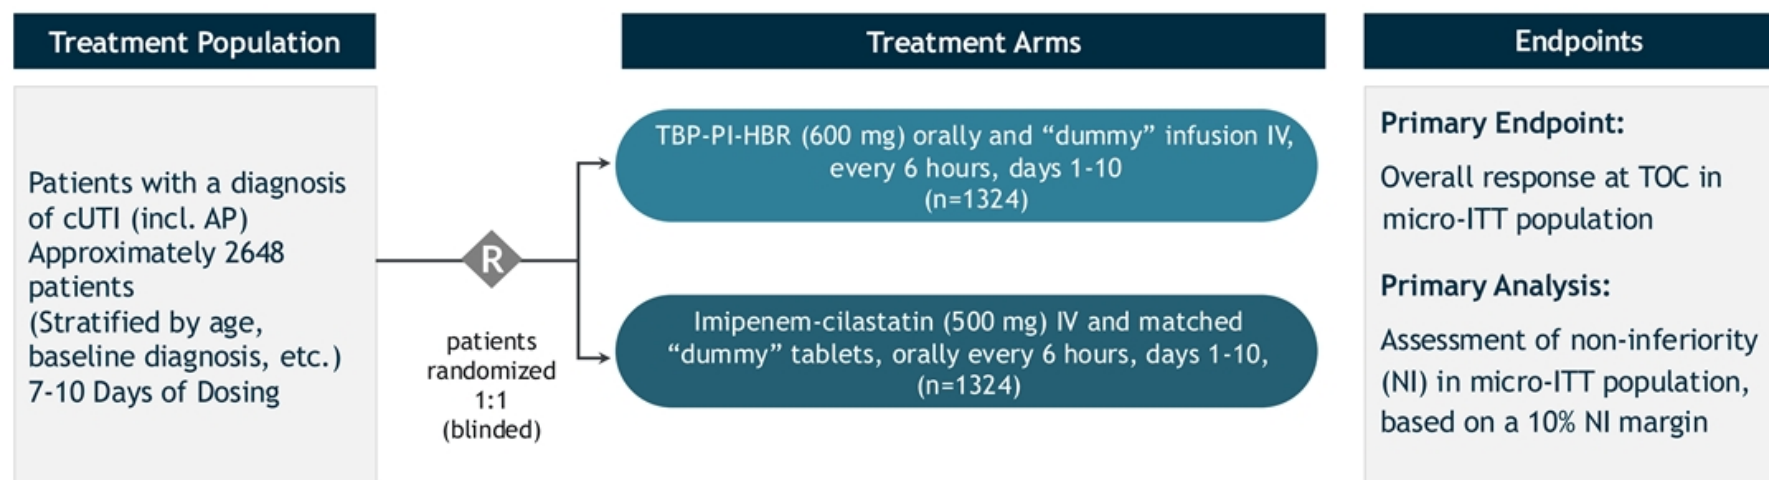 Treatment Population
Patients with a diagnosis
of cUTI (incl. AP)
Approximately 2648
patients
(Stratified by age,
baseline diagnosis, etc.)
7-10 Days of Dosing
R
patients
randomized
1:1
(blinded)
Treatment Arms
TBP-PI-HBR (600 mg) orally and “dummy” infusion IV,
every 6 hours, days 1-10
(n=1324)
Imipenem-cilastatin (500 mg) IV and matched
“dummy” tablets, orally every 6 hours, days 1-10,
(n=1324)
Endpoints
Primary Endpoint:
Overall response at TOC in
micro-ITT population
Primary Analysis:
Assessment of non-inferiority
(NI) in micro-ITT population,
based on a 10% NI margin